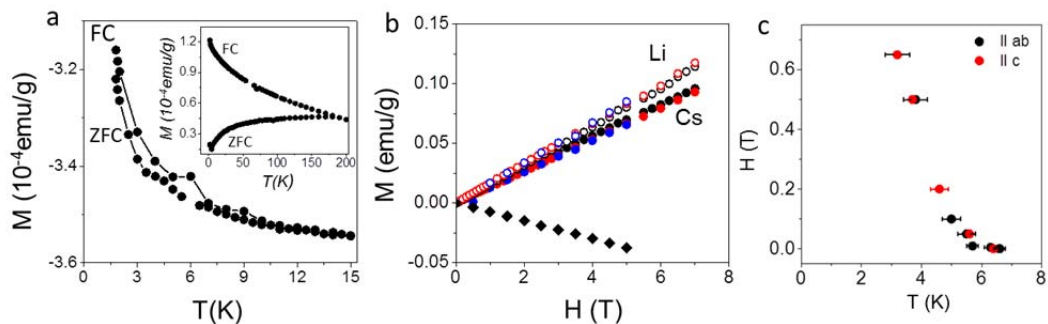 a
FC
ZFC
M (10⁻⁴emu/g)
-3.2
-3.4
-3.6
0 3 6 9 12 15
T(K)
FC
ZFC
M (10⁻⁴emu/g)
1.2
0.9
0.6
0.3
0 50 100 150 200
T(K)
b
Li
Cs
M (emu/g)
0.15
0.10
0.05
0.00
-0.05
0 2 4 6 8
H (T)
c
II ab
II c
H (T)
0.6
0.4
0.2
0.0
2 4 6 8
T (K)